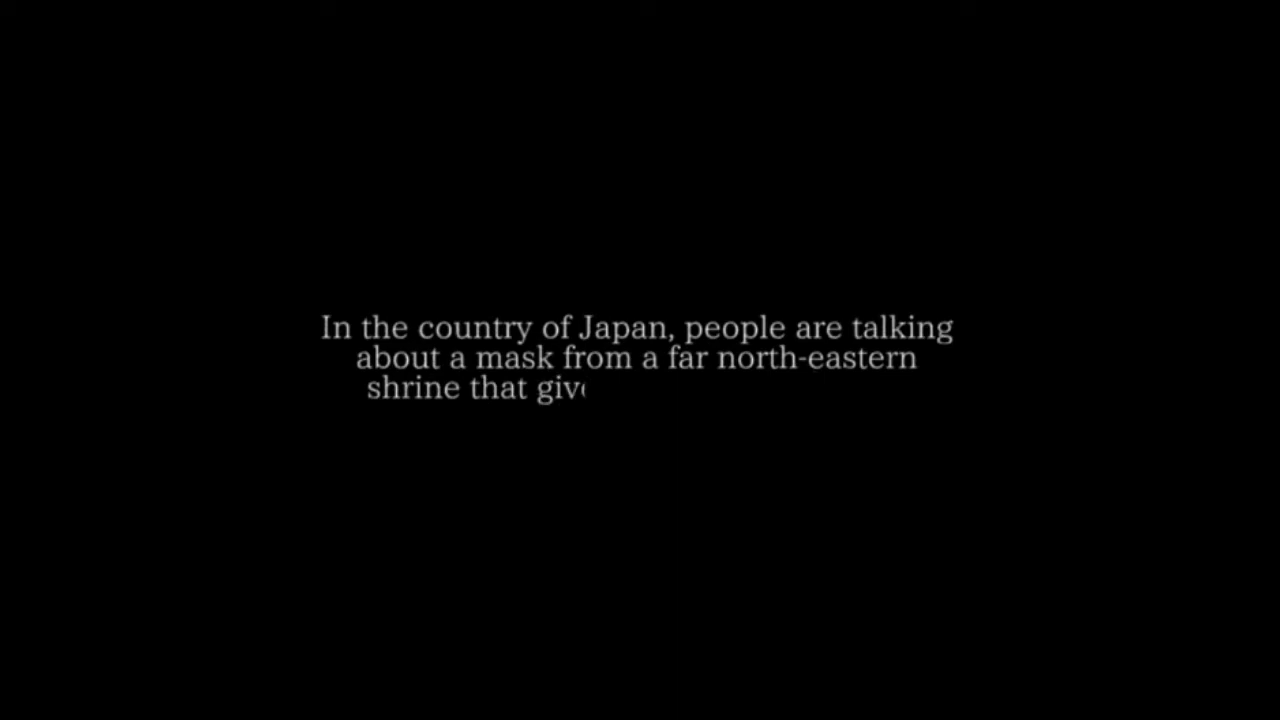 In the country of Japan, people are talking
about a mask from a far north-eastern
shrine that